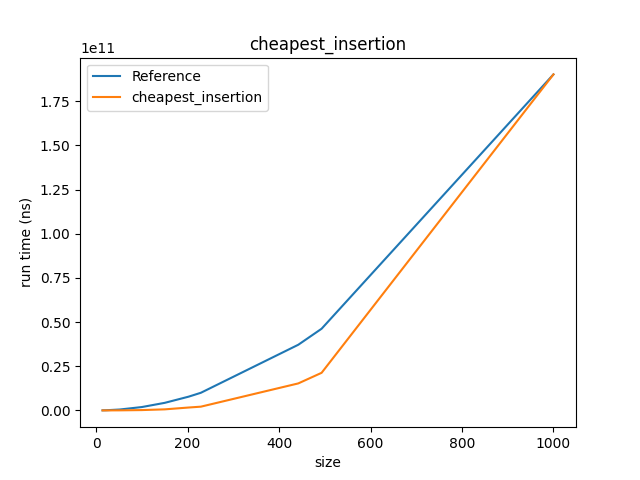 cheapest_insertion
1e11
Reference
cheapest_insertion
1.75
1.50
1.25
1.00
0.75
0.50
0.25
0.00
run time (ns)
0 200 400 600 800 1000
size